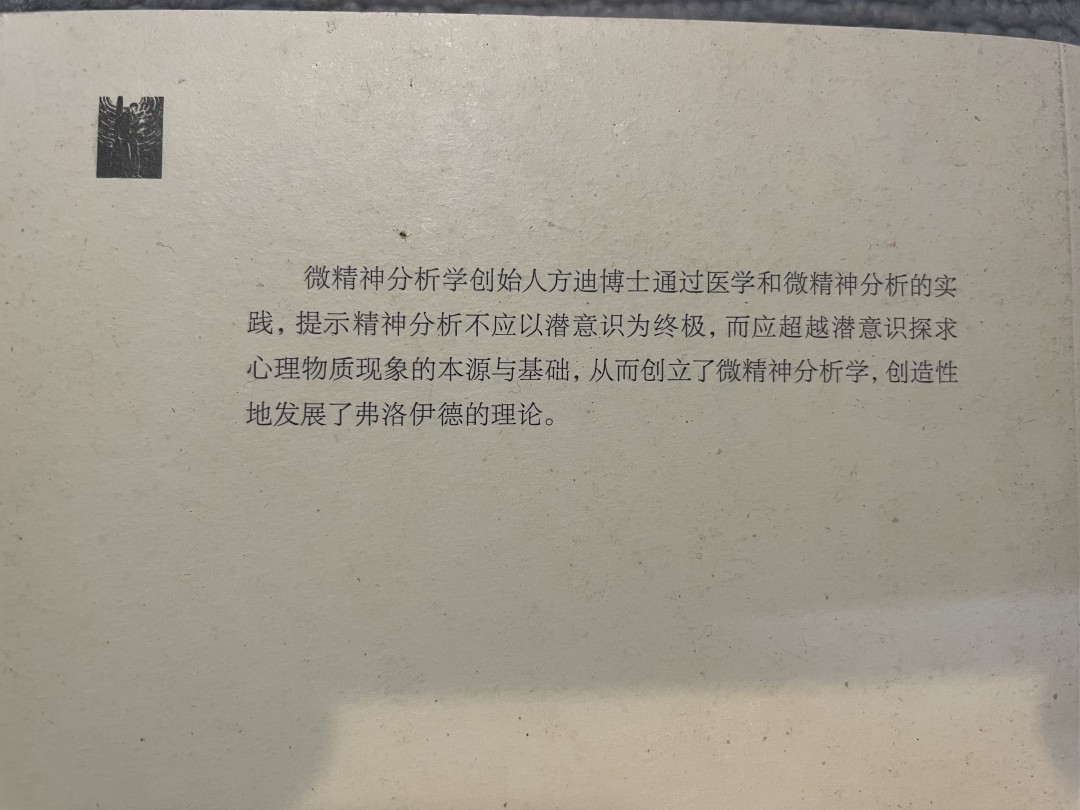 微精神分析学创始人方迪博士通过医学和微精神分析的实
践，提示精神分析不应以潜意识为终极，而应超越潜意识探求
心理物质现象的本源与基础，从而创立了微精神分析学，创造性
地发展了弗洛伊德的理论。